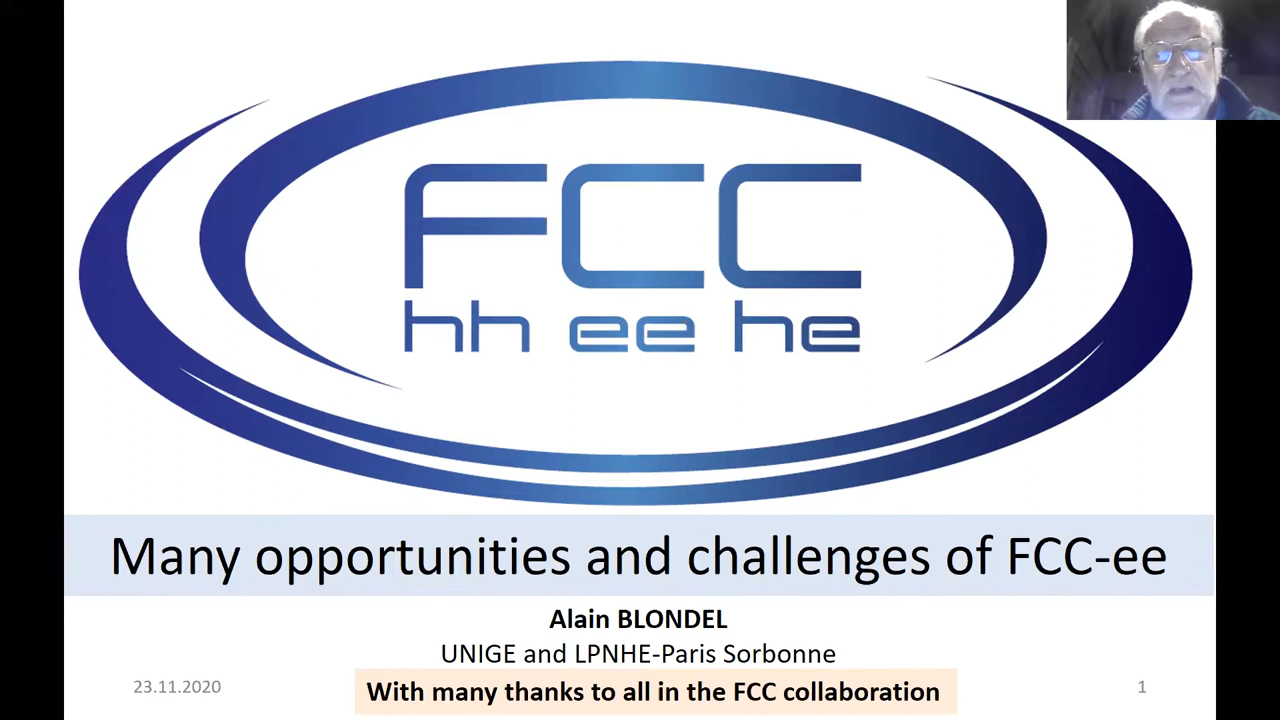 FCC
hh ee he
Many opportunities and challenges of FCC-ee
Alain BLONDEL
UNIGE and LPNHE-Paris Sorbonne
With many thanks to all in the FCC collaboration
23.11.2020
1